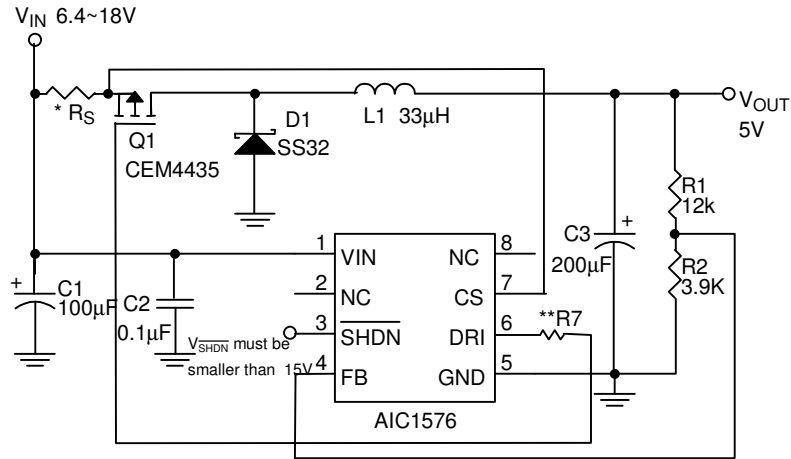 VIN 6.4~18V
* RS
Q1
CEM4435
D1
SS32
L1 33µH
VOUT
5V
R1
12k
R2
3.9K
C3
+
200µF
+
C1
100µF
C2
0.1µF
VSHDN must be
smaller than 15V
1 VIN
2 NC
3 SHDN
4 FB
NC 8
CS 7
DRI 6
GND 5
**R7
AIC1576